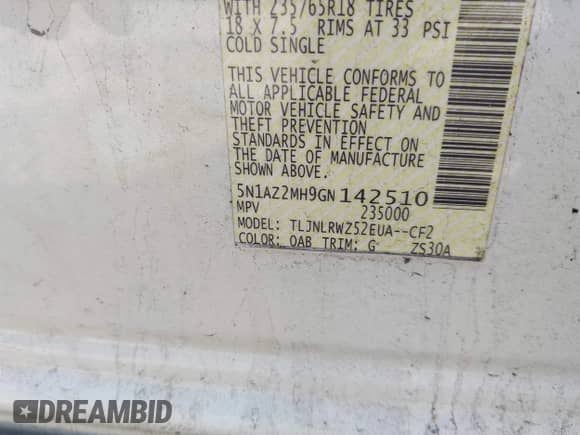 WITH 235/65R18 TIRES
18 X 7.5 RIMS AT 33 PSI
COLD SINGLE
THIS VEHICLE CONFORMS TO
ALL APPLICABLE FEDERAL
MOTOR VEHICLE SAFETY AND
THEFT PREVENTION
STANDARDS IN EFFECT ON
THE DATE OF MANUFACTURE
SHOWN ABOVE.
5N1AZ2MH9GN142510
MPV 235000
MODEL: TLJNLRWZ52EUA--CF2
COLOR: QAB TRIM: G ZS30A
DREAMBID